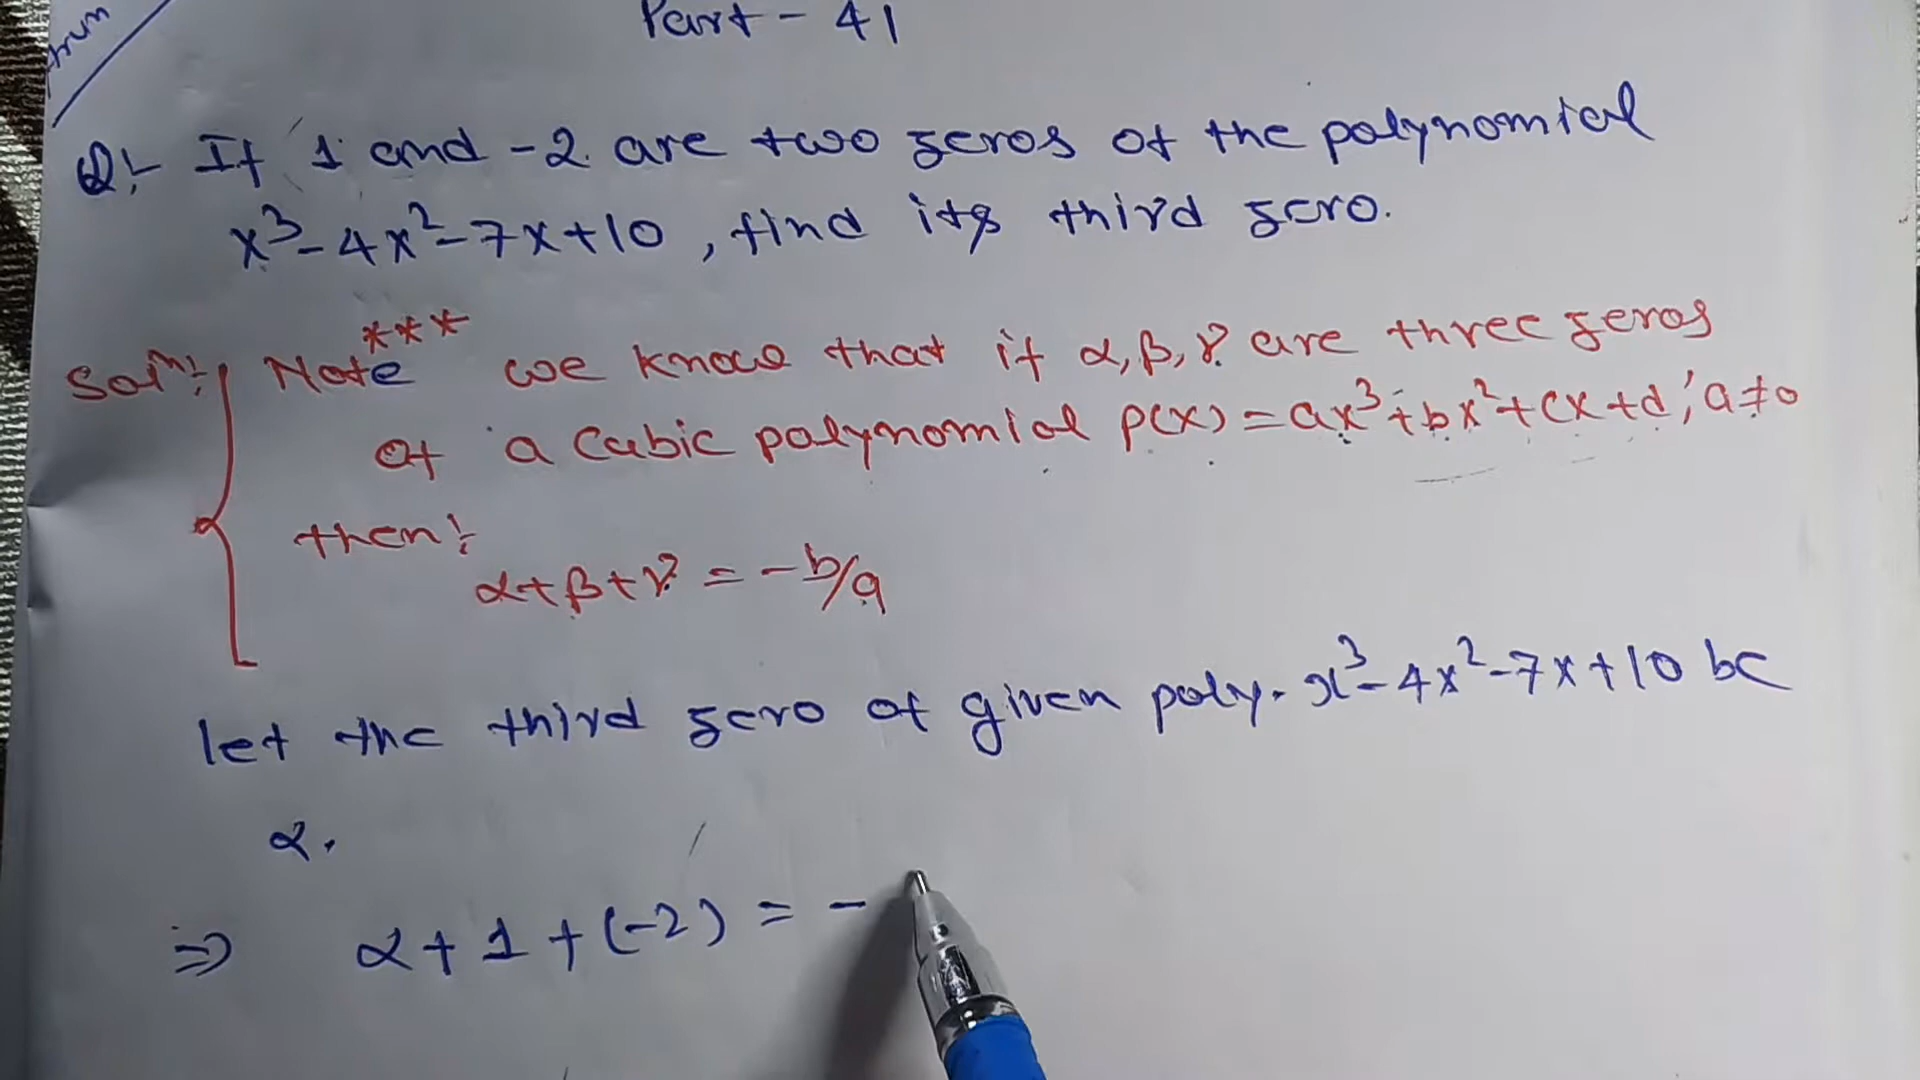 Part - 41
Q:- If 1 and -2 are two zeros of the polynomial
x³-4x²-7x+10, find its third zero.
Solⁿ:- Note*** we know that if α,β,γ are three zeros
of a Cubic polynomial P(x)=ax³+bx²+cx+d, a≠0
then:-
α+β+γ = -b/a
let the third zero of given poly. x³-4x²-7x+10 be
α.
⇒ α+1+(-2) = -